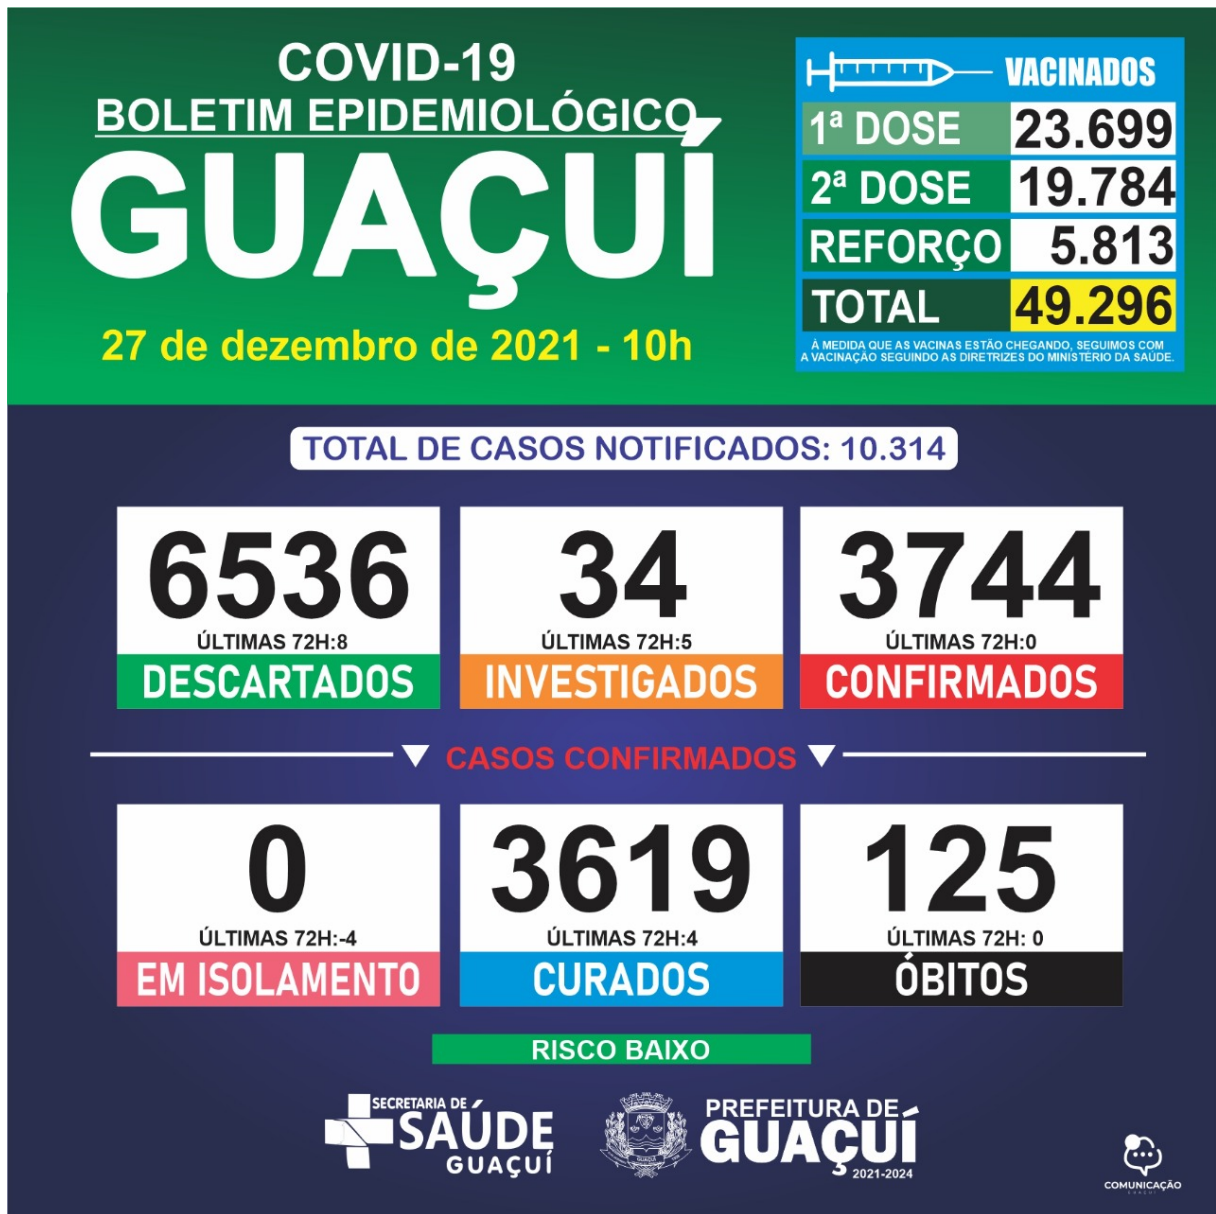 COVID-19
BOLETIM EPIDEMIOLÓGICO
GUAÇUÍ
27 de dezembro de 2021 - 10h
VACINADOS
1ª DOSE 23.699
2ª DOSE 19.784
REFORÇO 5.813
TOTAL 49.296
À MEDIDA QUE AS VACINAS ESTÃO CHEGANDO, SEGUIMOS COM
A VACINAÇÃO SEGUINDO AS DIRETRIZES DO MINISTÉRIO DA SAÚDE.
TOTAL DE CASOS NOTIFICADOS: 10.314
6536
ÚLTIMAS 72H:8
DESCARTADOS
34
ÚLTIMAS 72H:5
INVESTIGADOS
3744
ÚLTIMAS 72H:0
CONFIRMADOS
CASOS CONFIRMADOS
0
ÚLTIMAS 72H:-4
EM ISOLAMENTO
3619
ÚLTIMAS 72H:4
CURADOS
125
ÚLTIMAS 72H: 0
ÓBITOS
RISCO BAIXO
SECRETARIA DE
SAÚDE
GUAÇUÍ
PREFEITURA DE
GUAÇUÍ
2021-2024
COMUNICAÇÃO
GUAÇUÍ